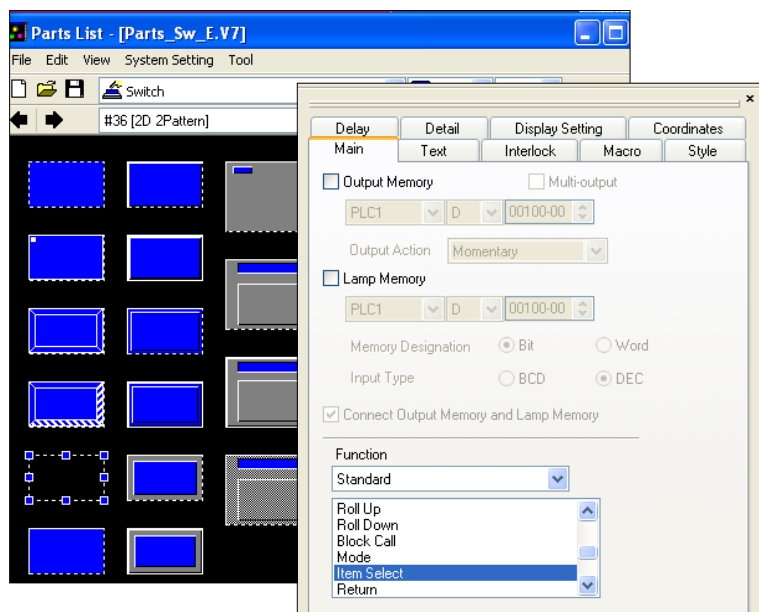 Parts List - [Parts_Sw_E.V7]
File Edit View System Setting Tool
Switch
#36 [2D 2Pattern]
Delay Detail Display Setting Coordinates
Main Text Interlock Macro Style
Output Memory Multi-output
PLC1 D 00100-00
Output Action Momentary
Lamp Memory
PLC1 D 00100-00
Memory Designation Bit Word
Input Type BCD DEC
Connect Output Memory and Lamp Memory
Function
Standard
Roll Up
Roll Down
Block Call
Mode
Item Select
Return